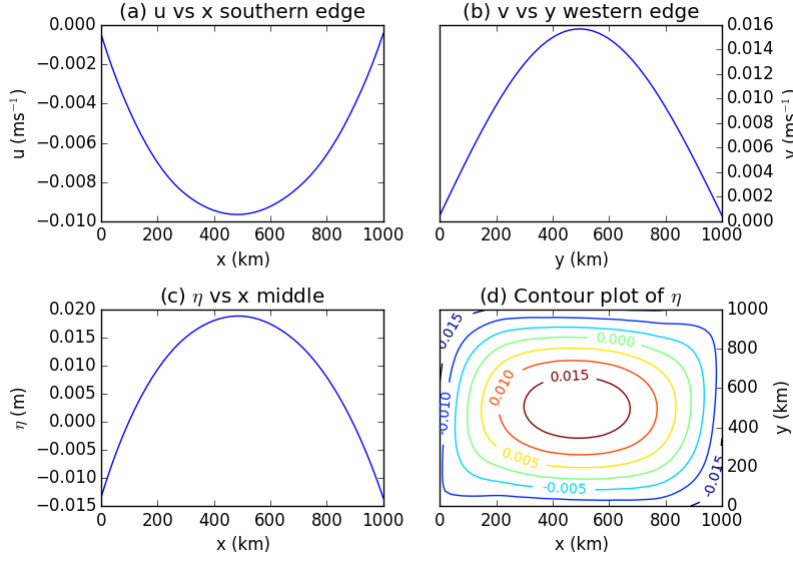 (a) u vs x southern edge
0.000
−0.002
−0.004
−0.006
−0.008
−0.010
u (ms⁻¹)
0 200 400 600 800 1000
x (km)
(b) v vs y western edge
0.016
0.014
0.012
0.010
0.008
0.006
0.004
0.002
0.000
v (ms⁻¹)
0 200 400 600 800 1000
y (km)
(c) η vs x middle
0.020
0.015
0.010
0.005
0.000
−0.005
−0.010
−0.015
η (m)
0 200 400 600 800 1000
x (km)
(d) Contour plot of η
1000
800
600
400
200
0
y (km)
-0.015
0.000
0.010
0.015
-0.010
0.005
-0.005
-0.015
0 200 400 600 800 1000
x (km)